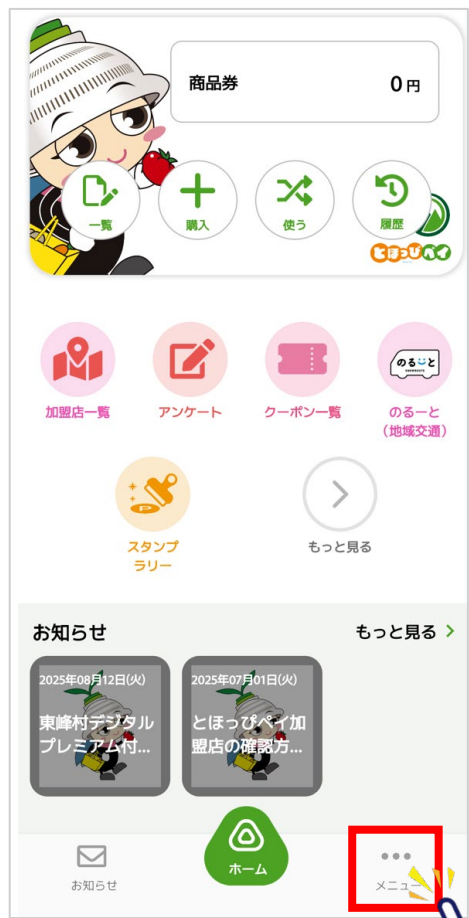 商品券 0円
一覧 購入 使う 履歴
とほっぴペイ
加盟店一覧 アンケート クーポン一覧 のるーと
(地域交通)
のるーと
スタンプ
ラリー
もっと見る
P
お知らせ もっと見る
2025年08月12日(火)
東峰村デジタル
プレミアム付...
2025年07月01日(火)
とほっぴペイ加
盟店の確認方...
お知らせ ホーム メニュー